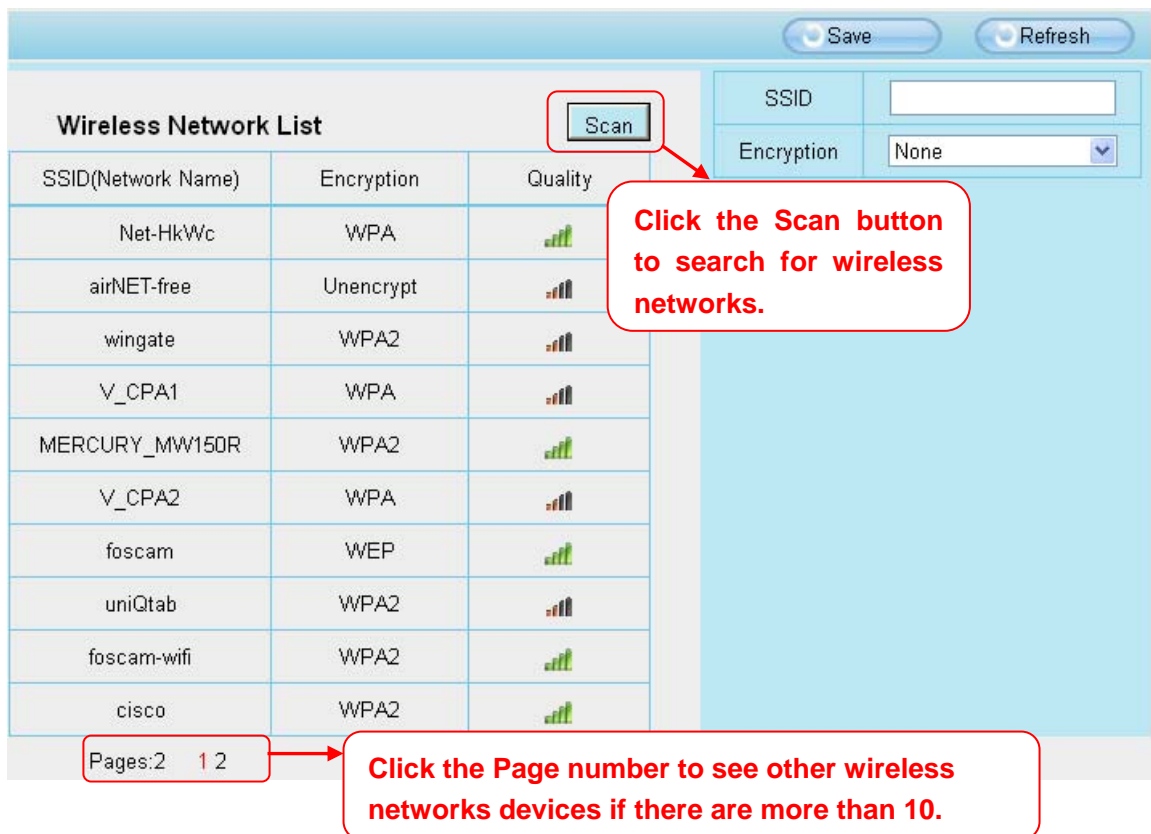 Save Refresh
SSID
Wireless Network List Scan
Encryption None
SSID(Network Name) Encryption Quality
Click the Scan button
to search for wireless
networks.
Net-HkWc WPA
airNET-free Unencrypt
wingate WPA2
V_CPA1 WPA
MERCURY_MW150R WPA2
V_CPA2 WPA
foscam WEP
uniQtab WPA2
foscam-wifi WPA2
cisco WPA2
Pages:2 1 2
Click the Page number to see other wireless
networks devices if there are more than 10.